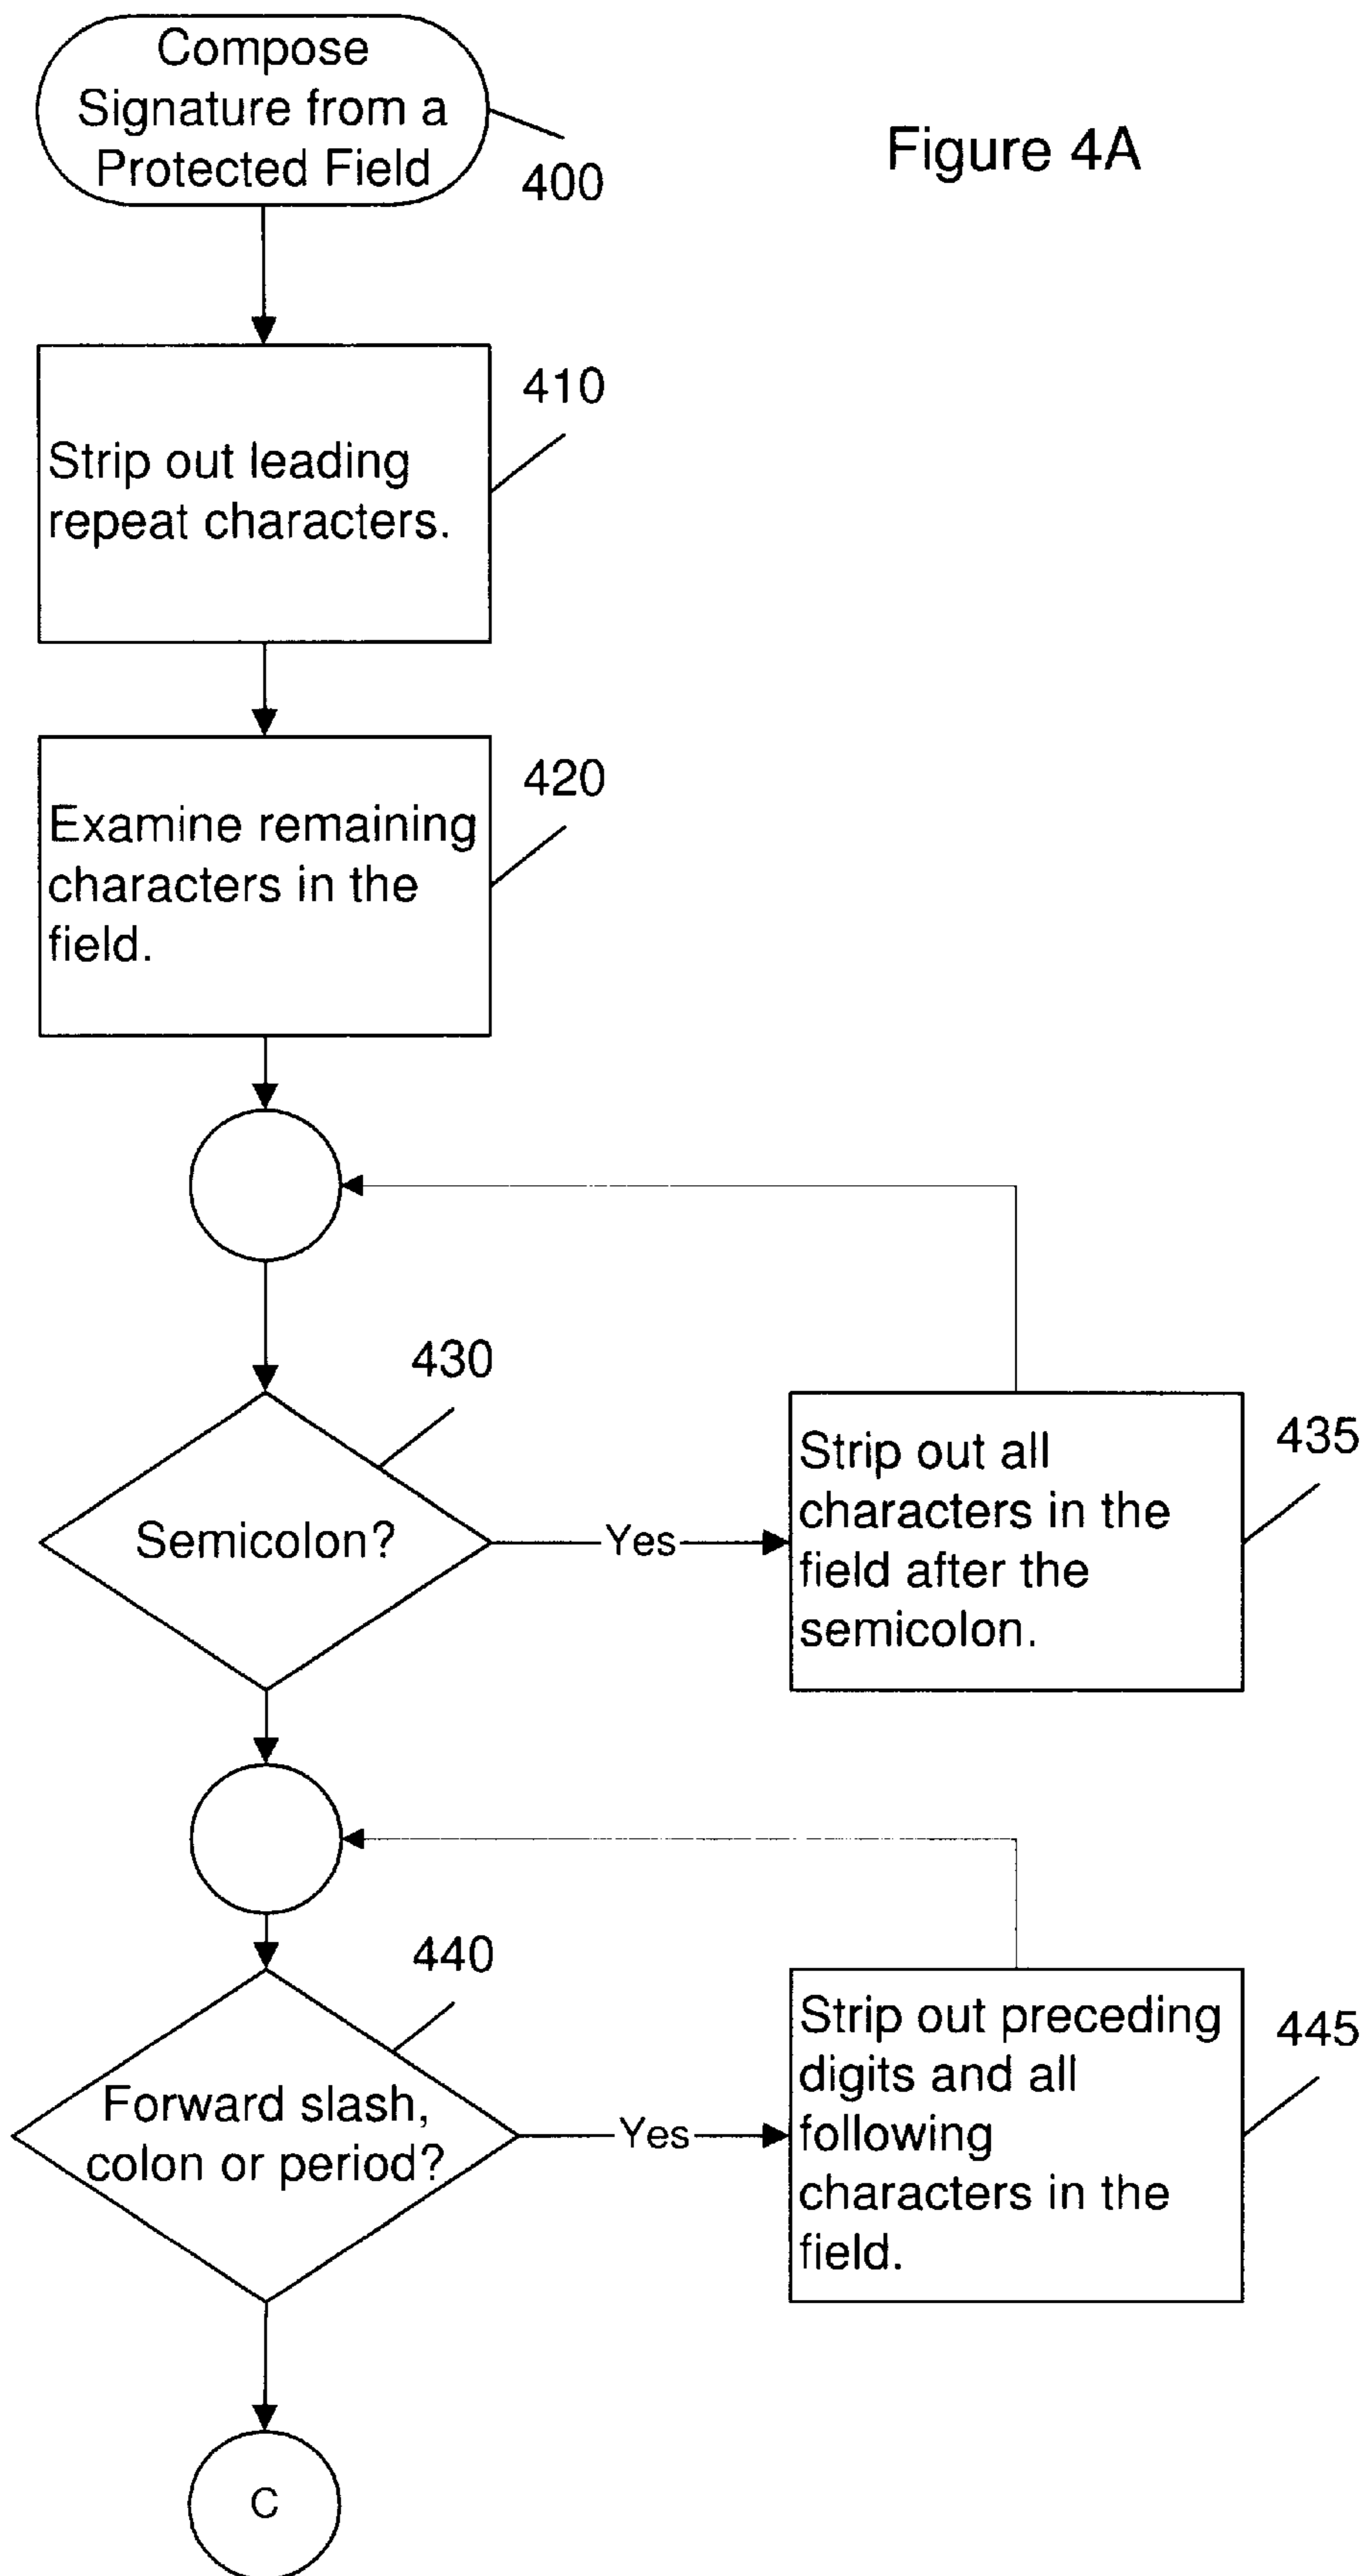 Compose
Signature from a
Protected Field
400
Figure 4A
410
Strip out leading
repeat characters.
420
Examine remaining
characters in the
field.
430
Semicolon?
Yes
Strip out all
characters in the
field after the
semicolon.
435
440
Forward slash,
colon or period?
Yes
Strip out preceding
digits and all
following
characters in the
field.
445
C